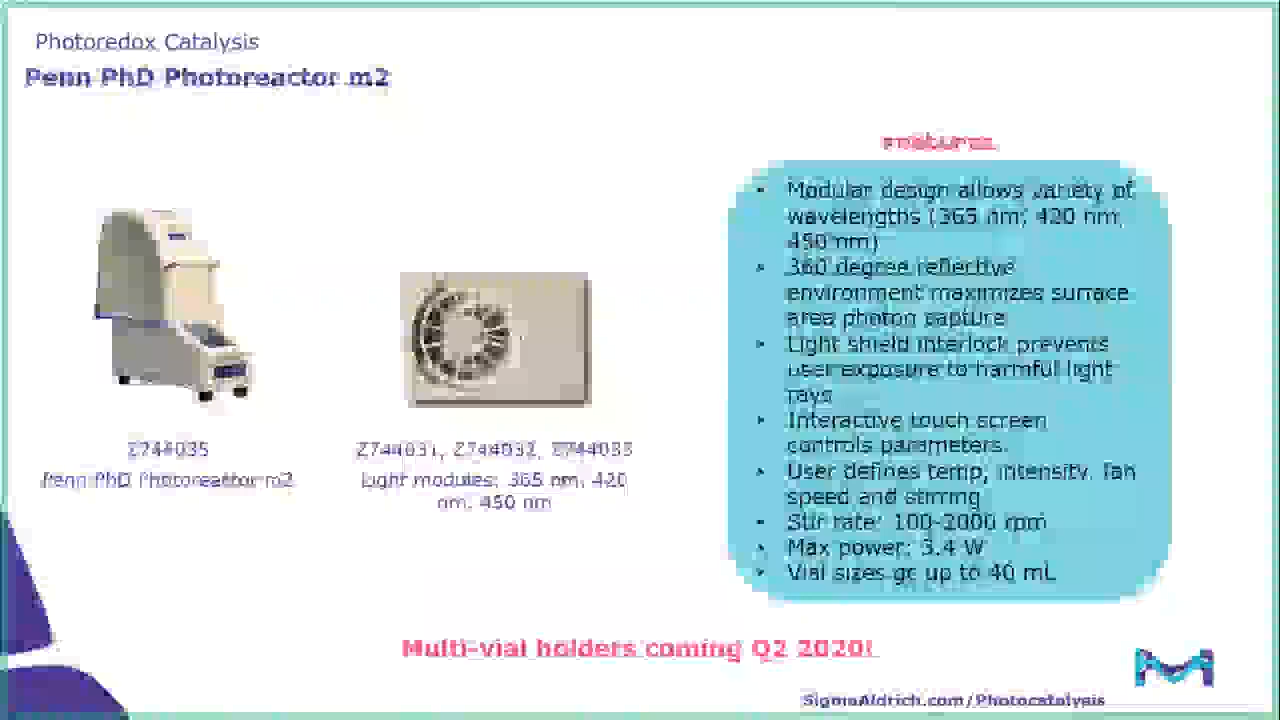 Photoredox Catalysis
Penn PhD Photoreactor m2
Features
• Modular design allows variety of
wavelengths (365 nm, 420 nm,
450 nm)
• 360 degree reflective
environment maximizes surface
area photon capture
• Light shield interlock prevents
user exposure to harmful light
rays
• Interactive touch screen
controls parameters.
• User defines temp, intensity, fan
speed and stirring
• Stir rate: 100-2000 rpm
• Max power: 3.4 W
• Vial sizes go up to 40 mL
Z744035
Penn PhD Photoreactor m2
Z744031, Z744032, Z744033
Light modules: 365 nm, 420
nm, 450 nm
Multi-vial holders coming Q2 2020!
SigmaAldrich.com/Photocatalysis